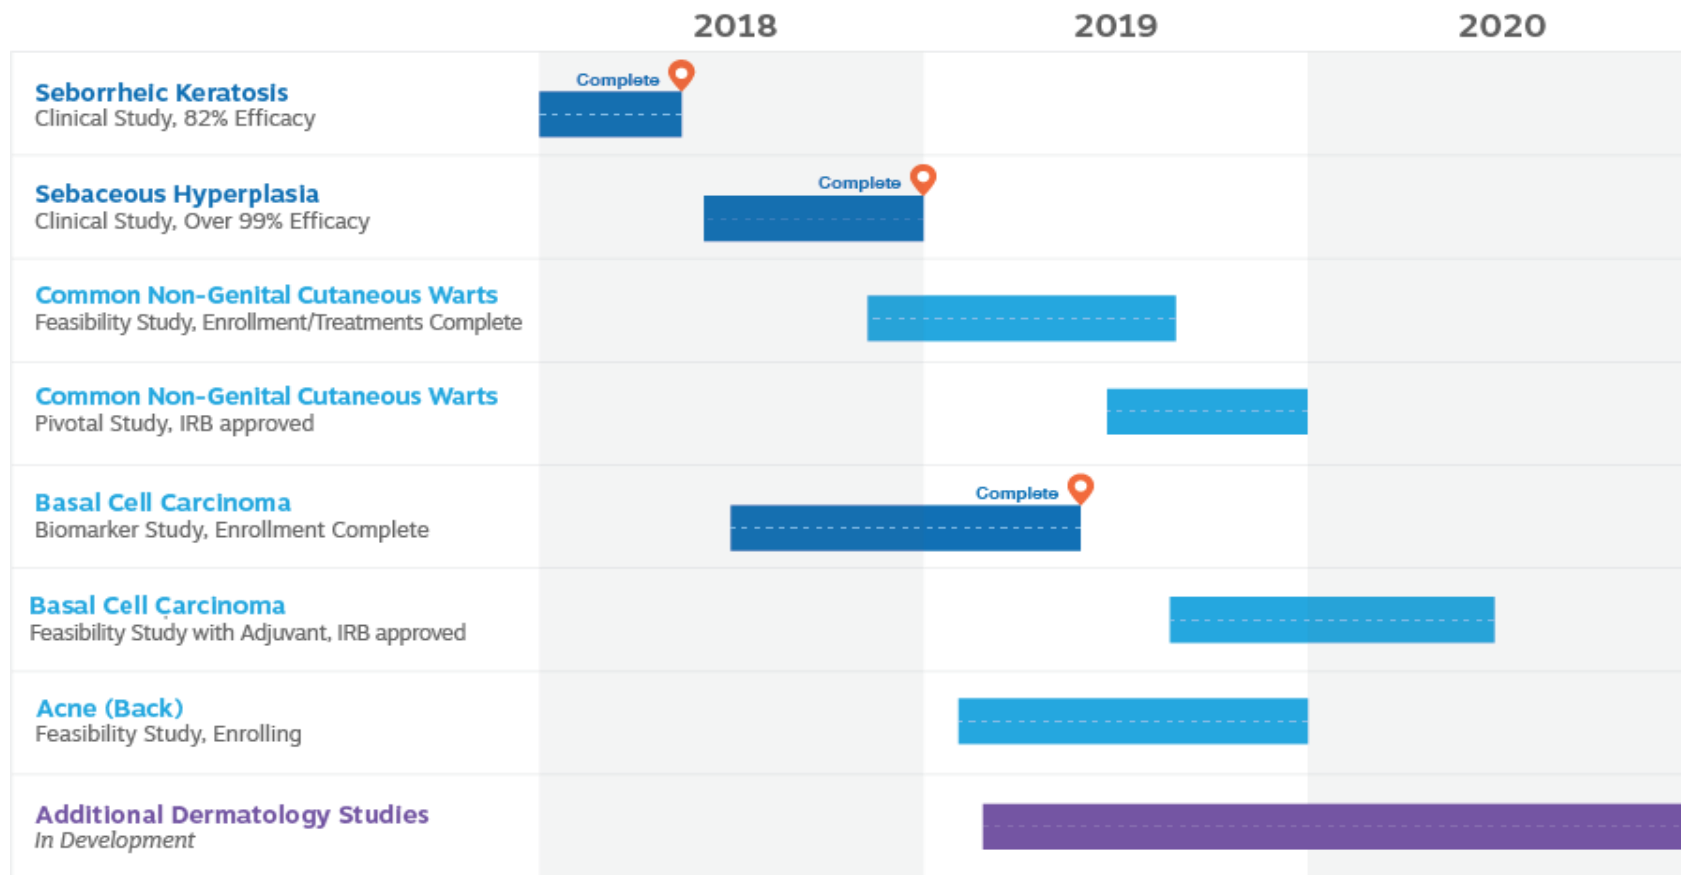 2018 2019 2020
Seborrheic Keratosis
Clinical Study, 82% Efficacy
Complete
Sebaceous Hyperplasia
Clinical Study, Over 99% Efficacy
Complete
Common Non-Genital Cutaneous Warts
Feasibility Study, Enrollment/Treatments Complete
Common Non-Genital Cutaneous Warts
Pivotal Study, IRB approved
Basal Cell Carcinoma
Biomarker Study, Enrollment Complete
Complete
Basal Cell Carcinoma
Feasibility Study with Adjuvant, IRB approved
Acne (Back)
Feasibility Study, Enrolling
Additional Dermatology Studies
In Development